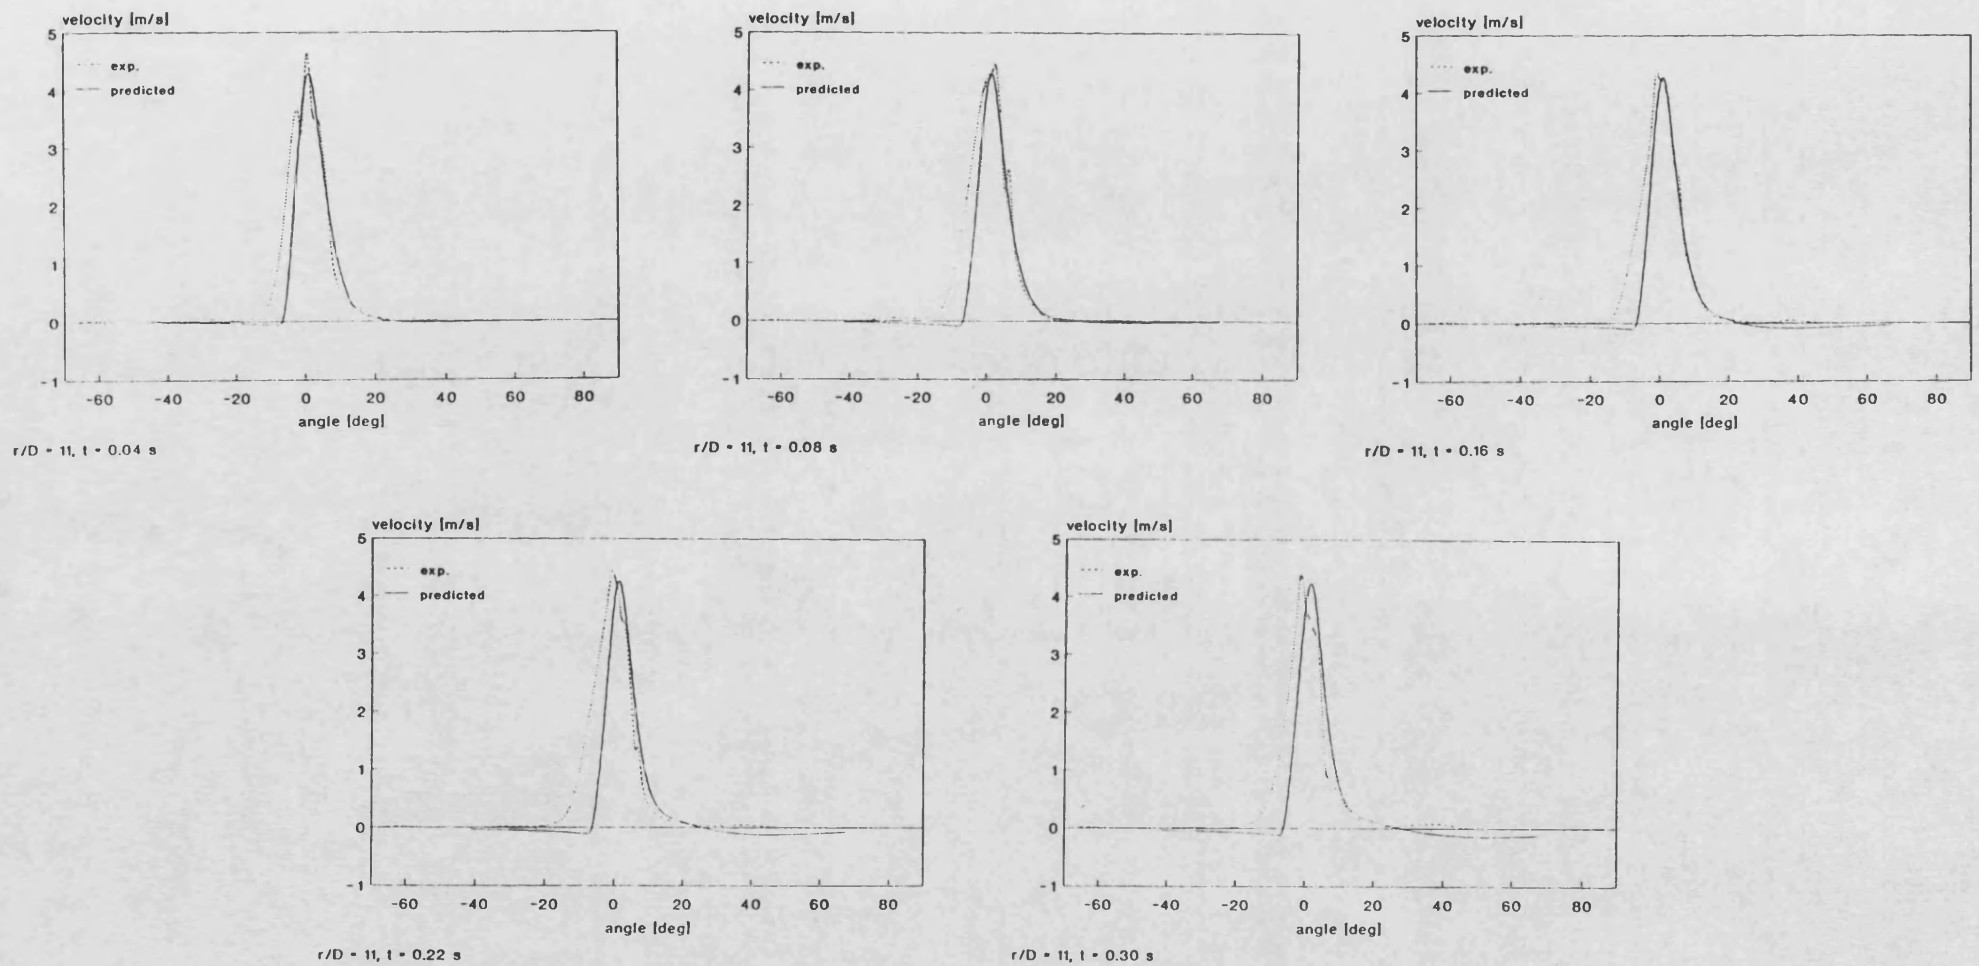 velocity [m/s]
5
4
3
2
1
0
-1
exp.
predicted
-60 -40 -20 0 20 40 60 80
angle [deg]
r/D = 11, t = 0.04 s
velocity [m/s]
5
4
3
2
1
0
-1
exp.
predicted
-60 -40 -20 0 20 40 60 80
angle [deg]
r/D = 11, t = 0.08 s
velocity [m/s]
5
4
3
2
1
0
-1
exp.
predicted
-60 -40 -20 0 20 40 60 80
angle [deg]
r/D = 11, t = 0.16 s
velocity [m/s]
5
4
3
2
1
0
-1
exp.
predicted
-60 -40 -20 0 20 40 60 80
angle [deg]
r/D = 11, t = 0.22 s
velocity [m/s]
5
4
3
2
1
0
-1
exp.
predicted
-60 -40 -20 0 20 40 60 80
angle [deg]
r/D = 11, t = 0.30 s